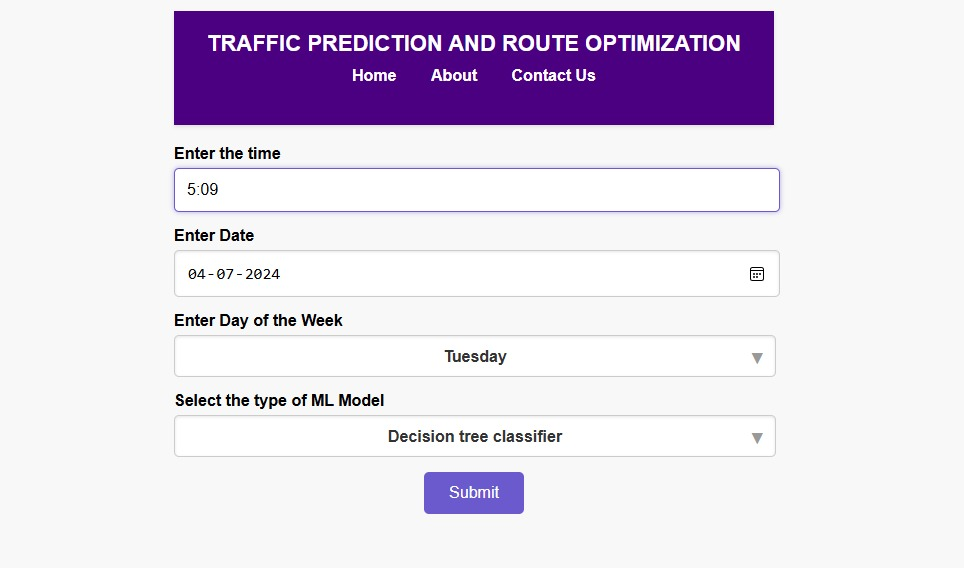 TRAFFIC PREDICTION AND ROUTE OPTIMIZATION
Home About Contact Us
Enter the time
5:09
Enter Date
04-07-2024
Enter Day of the Week
Tuesday
Select the type of ML Model
Decision tree classifier
Submit